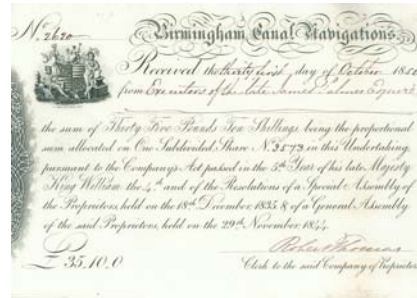 No. 2620
Birmingham Canal Navigations.
Received the thirty first day of October 18
from Executors of the late James Palmer Esquire
the sum of Thirty Five Pounds Ten Shillings being the proportional
sum allocated on One Subdivided Share No. 3573 in this Undertaking,
pursuant to the Company's Act passed in the 5th Year of his late Majesty
King William the 4th and of the Resolutions of a Special Assembly of
the Proprietors, held on the 18th December 1835 & of a General Assembly
of the said Proprietors, held on the 29th November 1844
£ 35.10.0
Robert Thomas
Clerk to the said Company of Proprietors